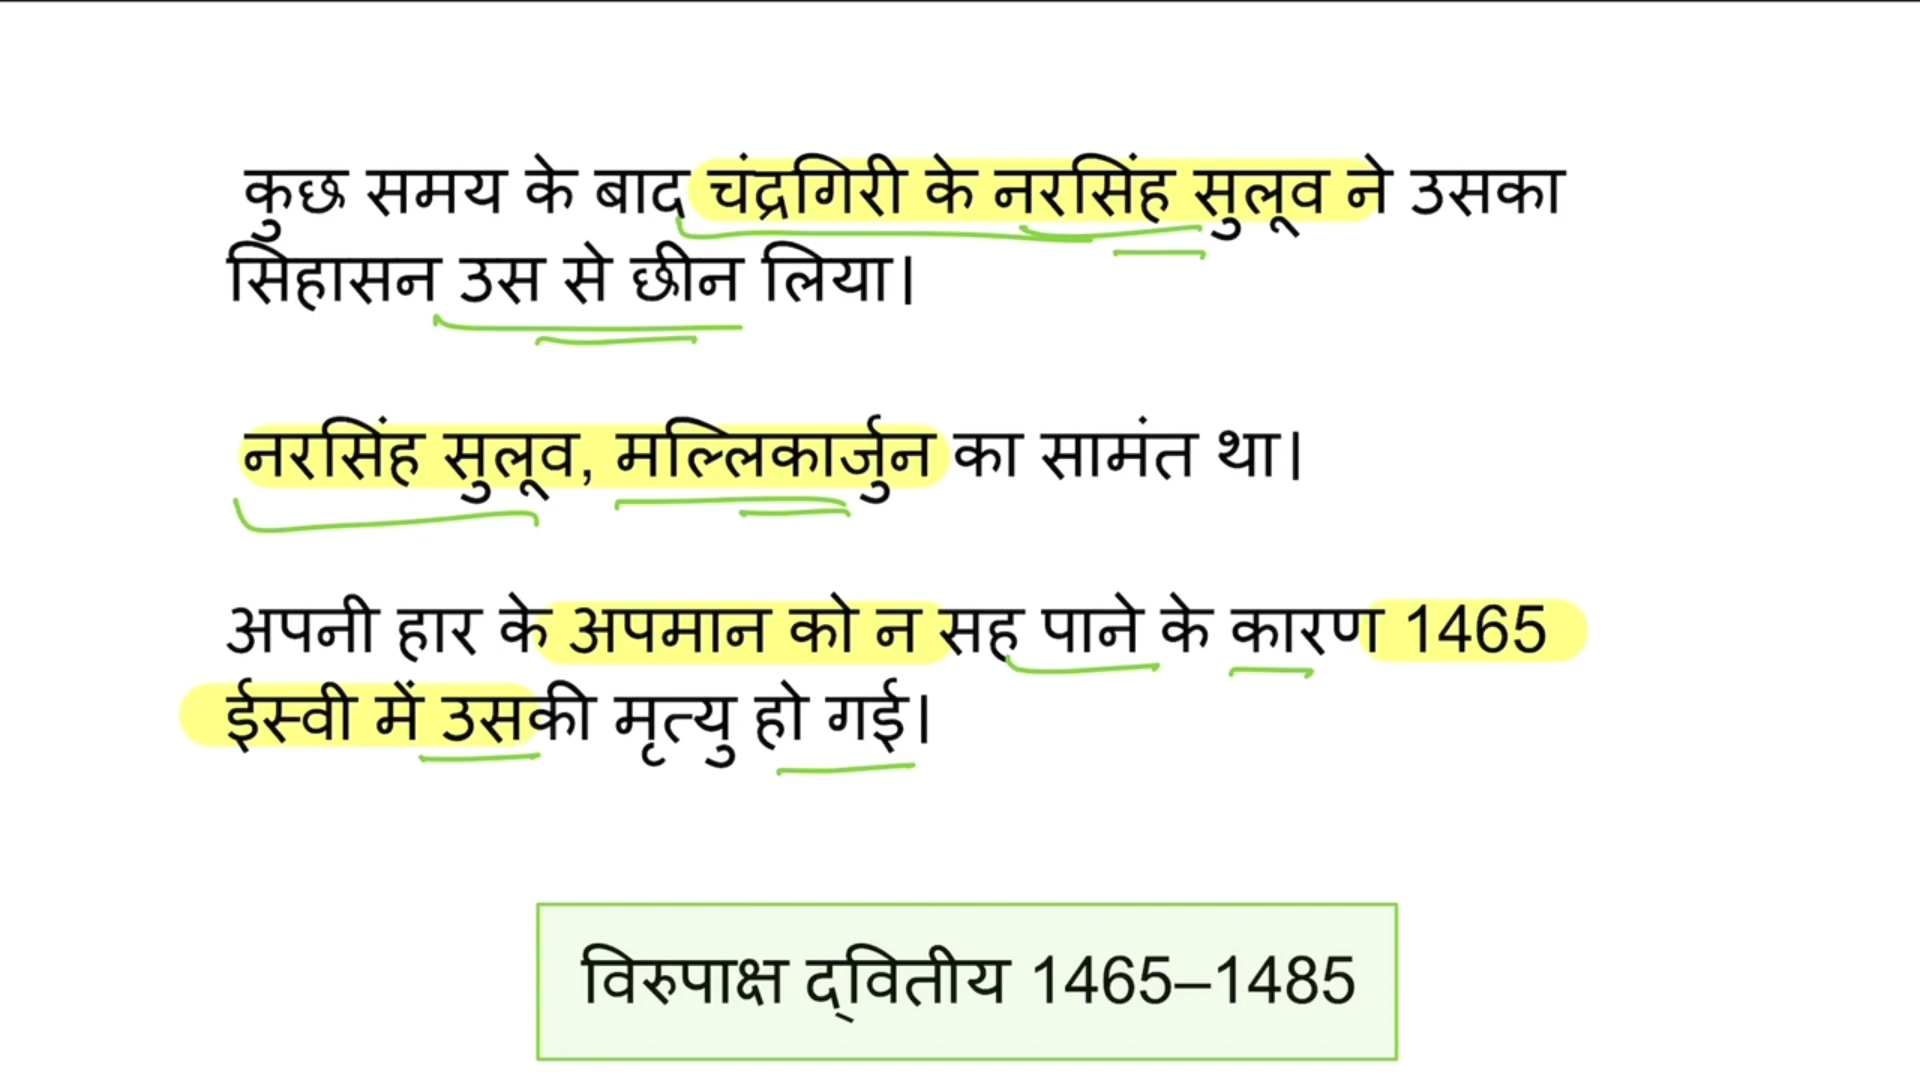 कुछ समय के बाद चंद्रगिरी के नरसिंह सुलूव ने उसका
सिहासन उस से छीन लिया।
नरसिंह सुलूव, मल्लिकार्जुन का सामंत था।
अपनी हार के अपमान को न सह पाने के कारण 1465
ईस्वी में उसकी मृत्यु हो गई।
विरुपाक्ष द्‌वितीय 1465–1485